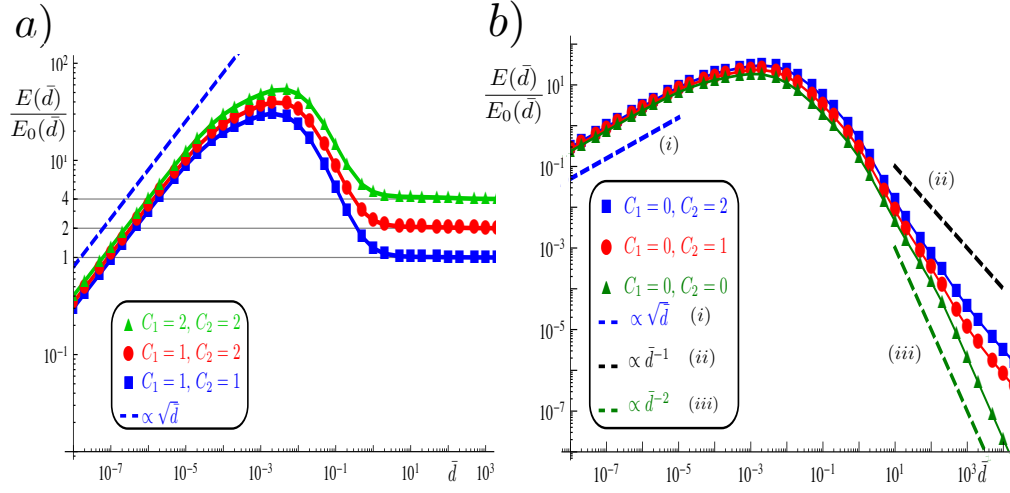 a)
E(d̄)/E₀(d̄)
10²
10¹
4
2
1
10⁻¹
C₁ = 2, C₂ = 2
C₁ = 1, C₂ = 2
C₁ = 1, C₂ = 1
∝ √d̄
10⁻⁷ 10⁻⁵ 10⁻³ 10⁻¹ 10¹ d̄ 10³
b)
E(d̄)/E₀(d̄)
10¹
10⁻¹
10⁻³
10⁻⁵
10⁻⁷
(i)
(ii)
(iii)
C₁ = 0, C₂ = 2
C₁ = 0, C₂ = 1
C₁ = 0, C₂ = 0
∝ √d̄ (i)
∝ d̄⁻¹ (ii)
∝ d̄⁻² (iii)
10⁻⁷ 10⁻⁵ 10⁻³ 10⁻¹ 10¹ 10³ d̄